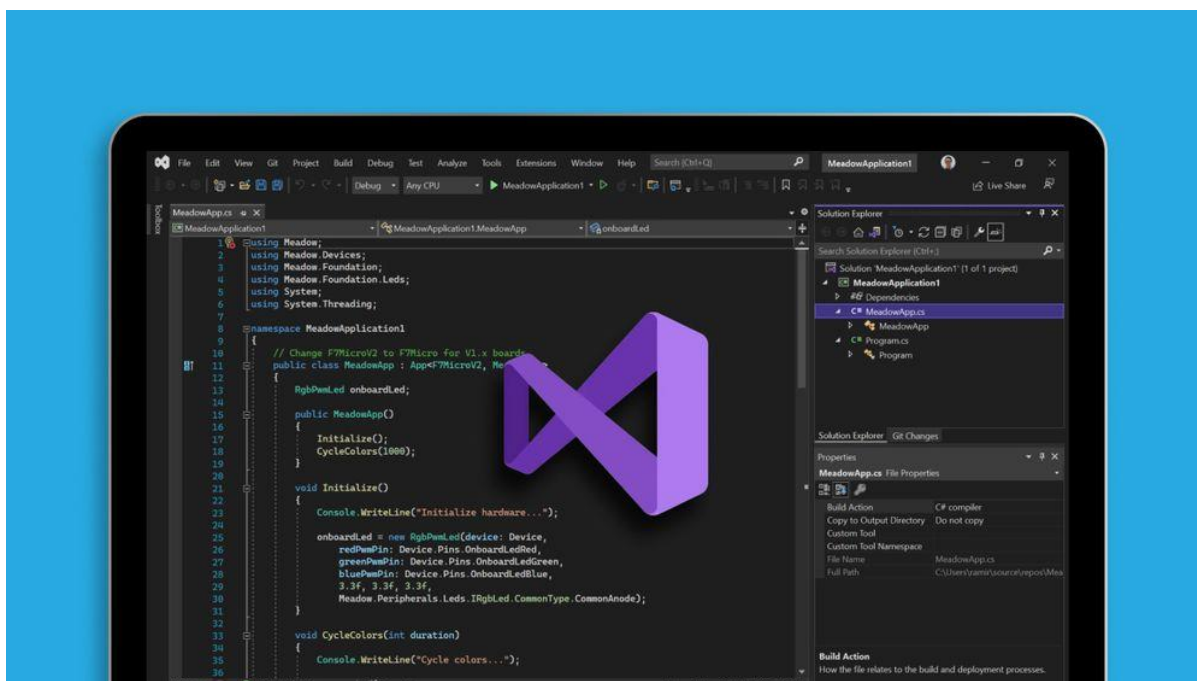 File Edit View Git Project Build Debug Test Analyze Tools Extensions Window Help Search (Ctrl+Q) MeadowApplication1
Debug Any CPU MeadowApplication1 Live Share
Toolbox
MeadowApp.cs
MeadowApplication1 MeadowApplication1.MeadowApp onboardLed
1 using Meadow;
2 using Meadow.Devices;
3 using Meadow.Foundation;
4 using Meadow.Foundation.Leds;
5 using System;
6 using System.Threading;
7
8 namespace MeadowApplication1
9 {
10 // Change F7MicroV2 to F7Micro for V1.x boards
11 public class MeadowApp : App<F7MicroV2,
12 {
13 RgbPwmLed onboardLed;
14
15 public MeadowApp()
16 {
17 Initialize();
18 CycleColors(1000);
19 }
20
21 void Initialize()
22 {
23 Console.WriteLine("Initialize hardware...");
24
25 onboardLed = new RgbPwmLed(device: Device,
26 redPwmPin: Device.Pins.OnboardLedRed,
27 greenPwmPin: Device.Pins.OnboardLedGreen,
28 bluePwmPin: Device.Pins.OnboardLedBlue,
29 3.3f, 3.3f, 3.3f,
30 Meadow.Peripherals.Leds.IRgbLed.CommonType.CommonAnode);
31 }
32
33 void CycleColors(int duration)
34 {
35 Console.WriteLine("Cycle colors...");
36
Solution Explorer
Search Solution Explorer (Ctrl+;)
Solution 'MeadowApplication1' (1 of 1 project)
MeadowApplication1
Dependencies
C# MeadowApp.cs
MeadowApp
C# Program.cs
Program
Solution Explorer Git Changes
Properties
MeadowApp.cs File Properties
Build Action C# compiler
Copy to Output Directory Do not copy
Custom Tool
Custom Tool Namespace
File Name MeadowApp.cs
Full Path C:\Users\ramir\source\repos\Mea
Build Action
How the file relates to the build and deployment processes.